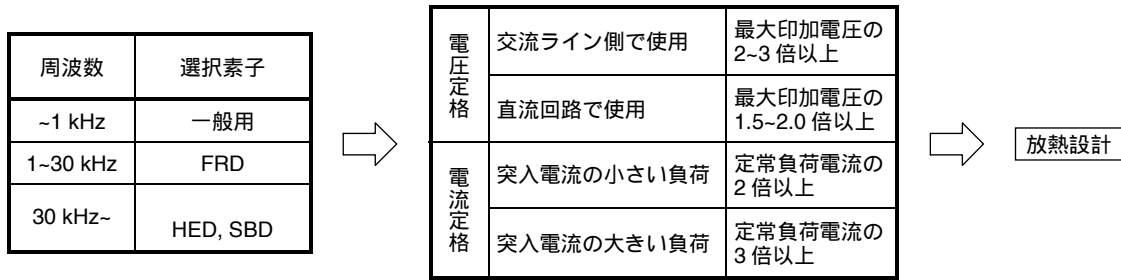 周波数 選択素子
~1 kHz 一般用
1~30 kHz FRD
30 kHz~ HED, SBD
電圧定格
交流ライン側で使用
最大印加電圧の
2~3 倍以上
直流回路で使用
最大印加電圧の
1.5~2.0 倍以上
電流定格
突入電流の小さい負荷
定常負荷電流の
2 倍以上
突入電流の大きい負荷
定常負荷電流の
3 倍以上
放熱設計